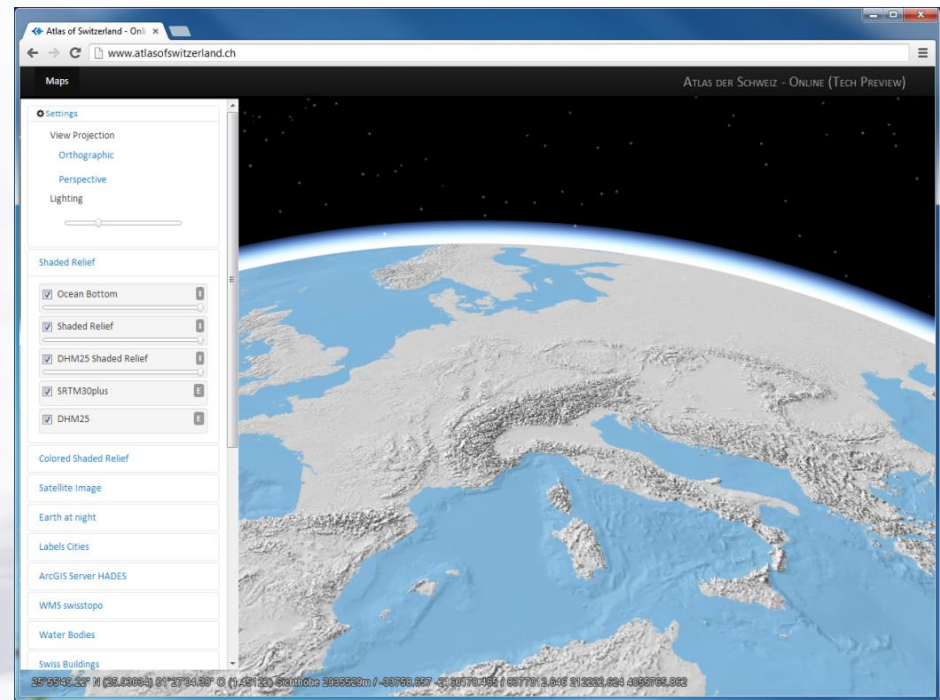 Atlas of Switzerland - Onli
www.atlasofswitzerland.ch
Maps
ATLAS DER SCHWEIZ - ONLINE (TECH PREVIEW)
Settings
View Projection
Orthographic
Perspective
Lighting
Shaded Relief
Ocean Bottom I
Shaded Relief I
DHM25 Shaded Relief I
SRTM30plus E
DHM25 E
Colored Shaded Relief
Satellite Image
Earth at night
Labels Cities
ArcGIS Server HADES
WMS swisstopo
Water Bodies
Swiss Buildings